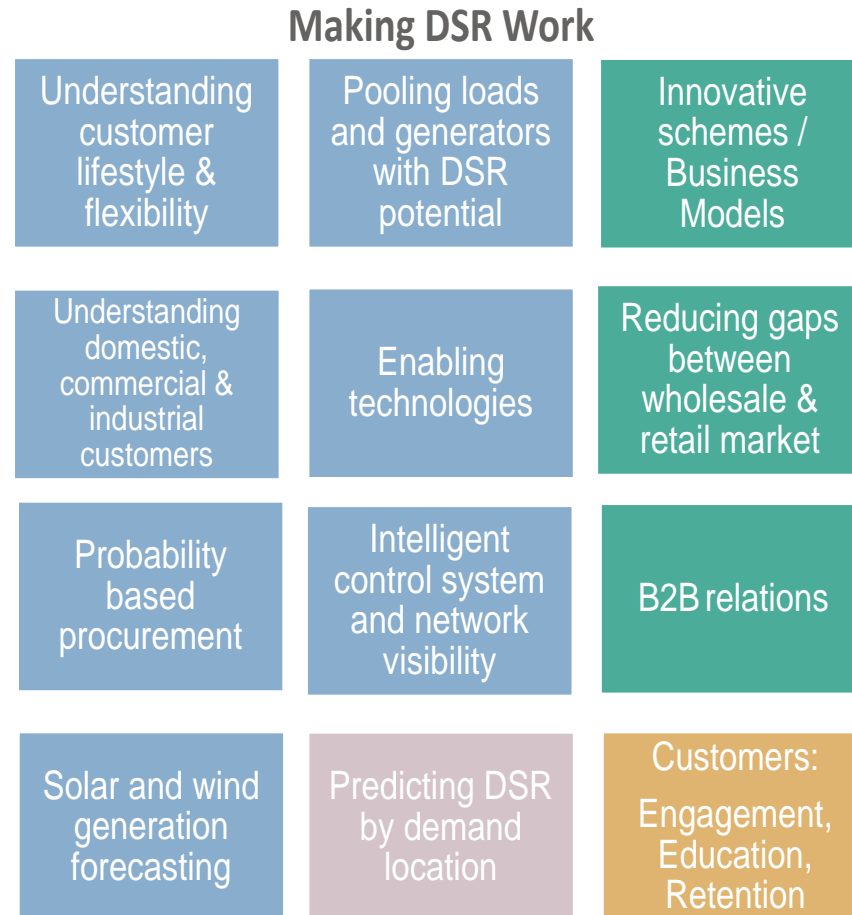 Making DSR Work
Understanding
customer
lifestyle &
flexibility
Pooling loads
and generators
with DSR
potential
Innovative
schemes /
Business
Models
Understanding
domestic,
commercial &
industrial
customers
Enabling
technologies
Reducing gaps
between
wholesale &
retail market
Probability
based
procurement
Intelligent
control system
and network
visibility
B2B relations
Solar and wind
generation
forecasting
Predicting DSR
by demand
location
Customers:
Engagement,
Education,
Retention